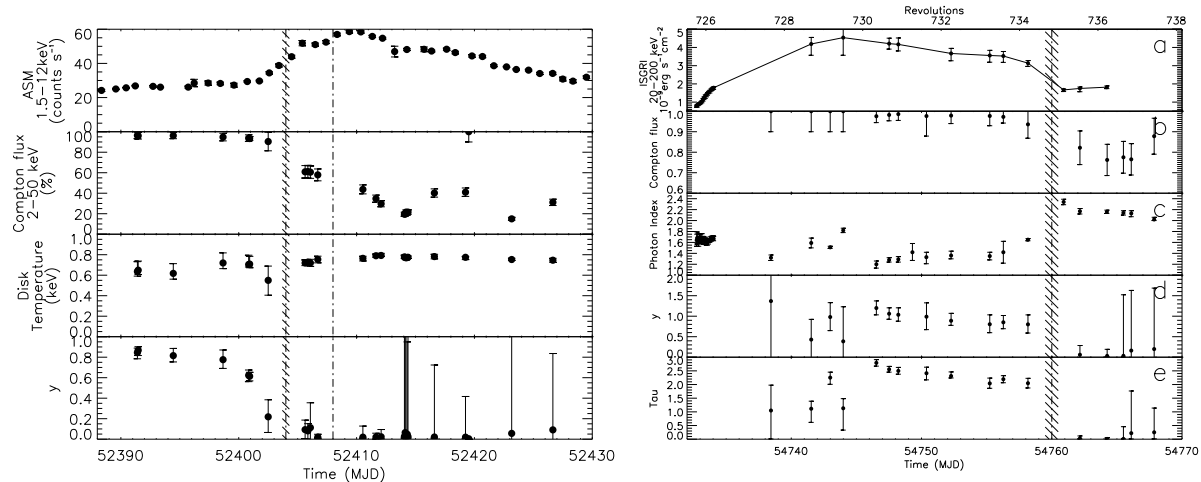 60
40
20
0
ASM
1.5−12keV
(counts s⁻¹)
100
80
60
40
20
Compton flux
2−50 keV
(%)
1.0
0.8
0.6
0.4
0.2
0.0
Disk
Temperature
(keV)
1.0
0.8
0.6
0.4
0.2
0.0
y
52390 52400 52410 52420 52430
Time (MJD)
Revolutions
726 728 730 732 734 736 738
5
4
3
2
1
ISGRI
20−200 keV
10⁻⁹erg s⁻¹cm⁻²
a
1.0
0.9
0.8
0.7
0.6
Compton flux
b
2.4
2.2
2.0
1.8
1.6
1.4
1.2
1.0
Photon Index
c
2.0
1.5
1.0
0.5
0.0
y
d
3.0
2.5
2.0
1.5
1.0
0.5
0.0
Tau
e
54740 54750 54760 54770
Time (MJD)